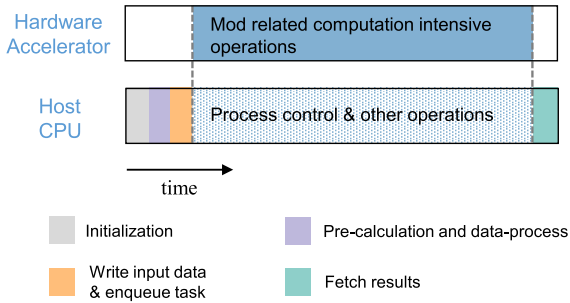 Hardware
Accelerator
Mod related computation intensive
operations
Host
CPU
Process control & other operations
time
Initialization
Pre-calculation and data-process
Write input data
& enqueue task
Fetch results